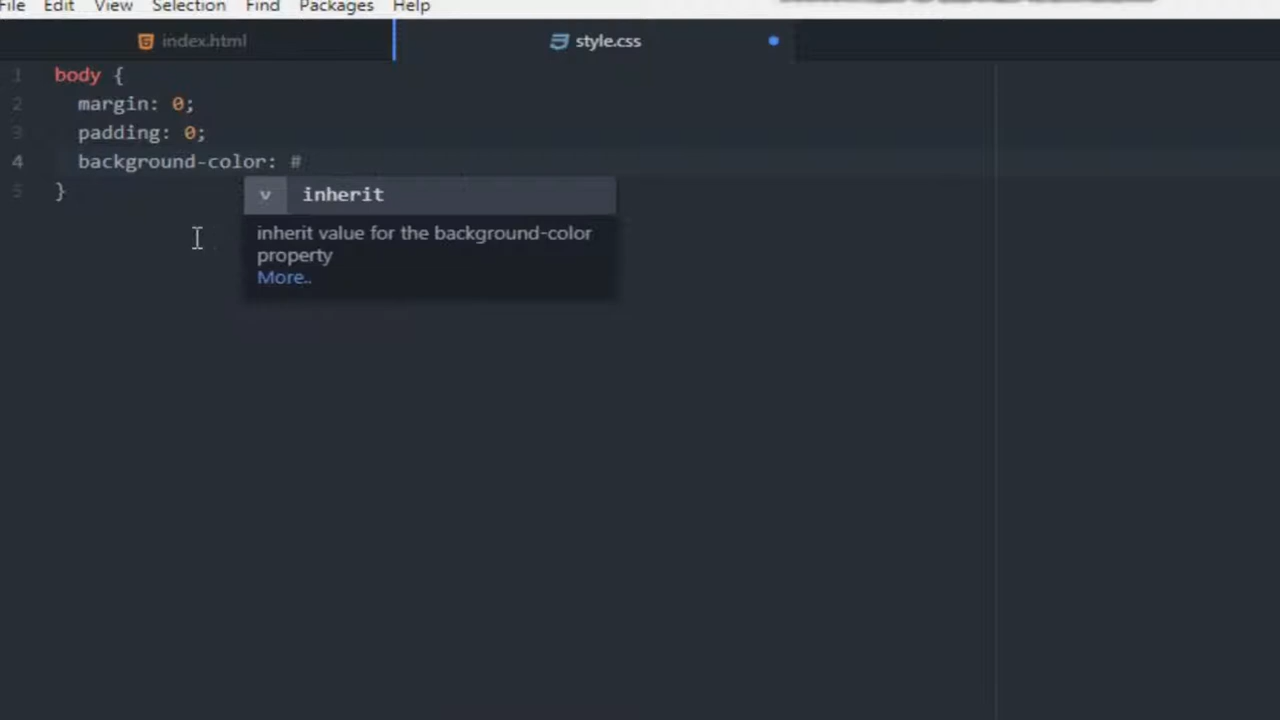 File Edit View Selection Find Packages Help
index.html style.css
1 body {
2 margin: 0;
3 padding: 0;
4 background-color: #
5 }
v inherit
inherit value for the background-color
property
More..